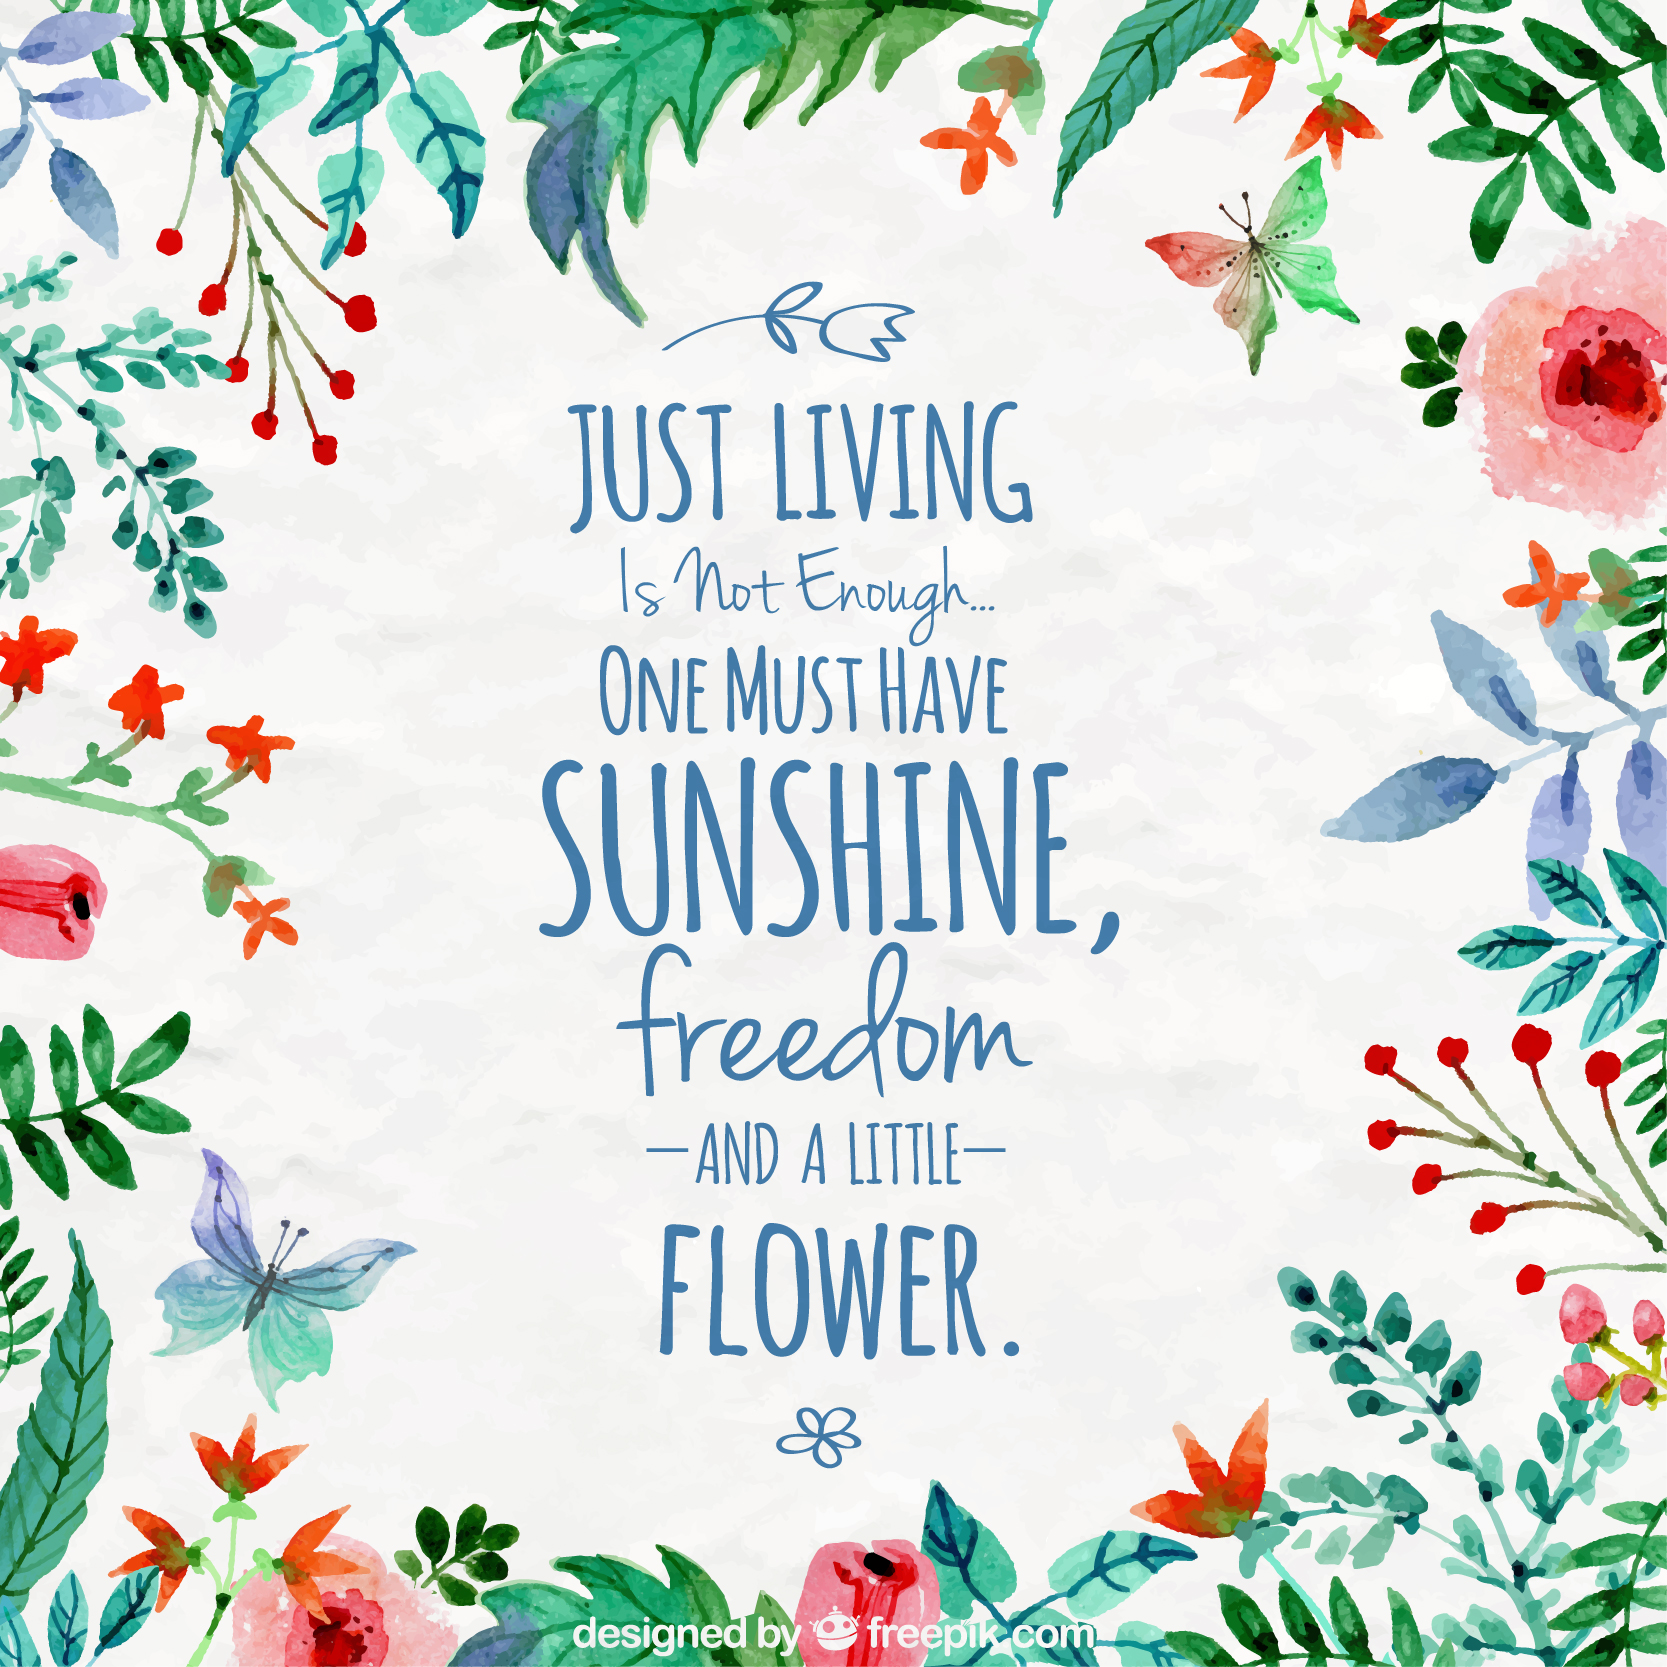 JUST LIVING
Is Not Enough...
ONE MUST HAVE
SUNSHINE,
freedom
—AND A LITTLE—
FLOWER.
designed by freepik.com